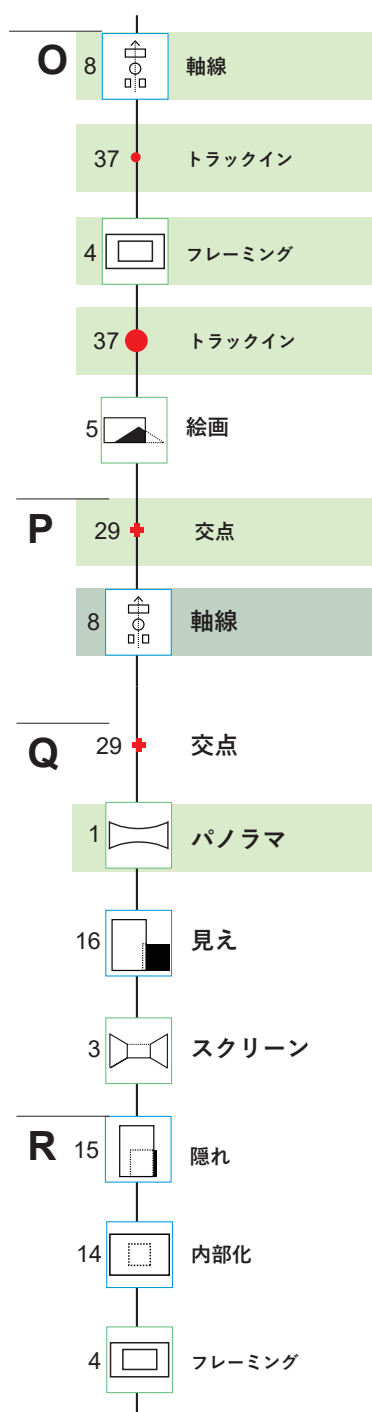 O 8 軸線
37 トラックイン
4 フレーミング
37 トラックイン
5 絵画
P 29 交点
8 軸線
Q 29 交点
1 パノラマ
16 見え
3 スクリーン
R 15 隠れ
14 内部化
4 フレーミング